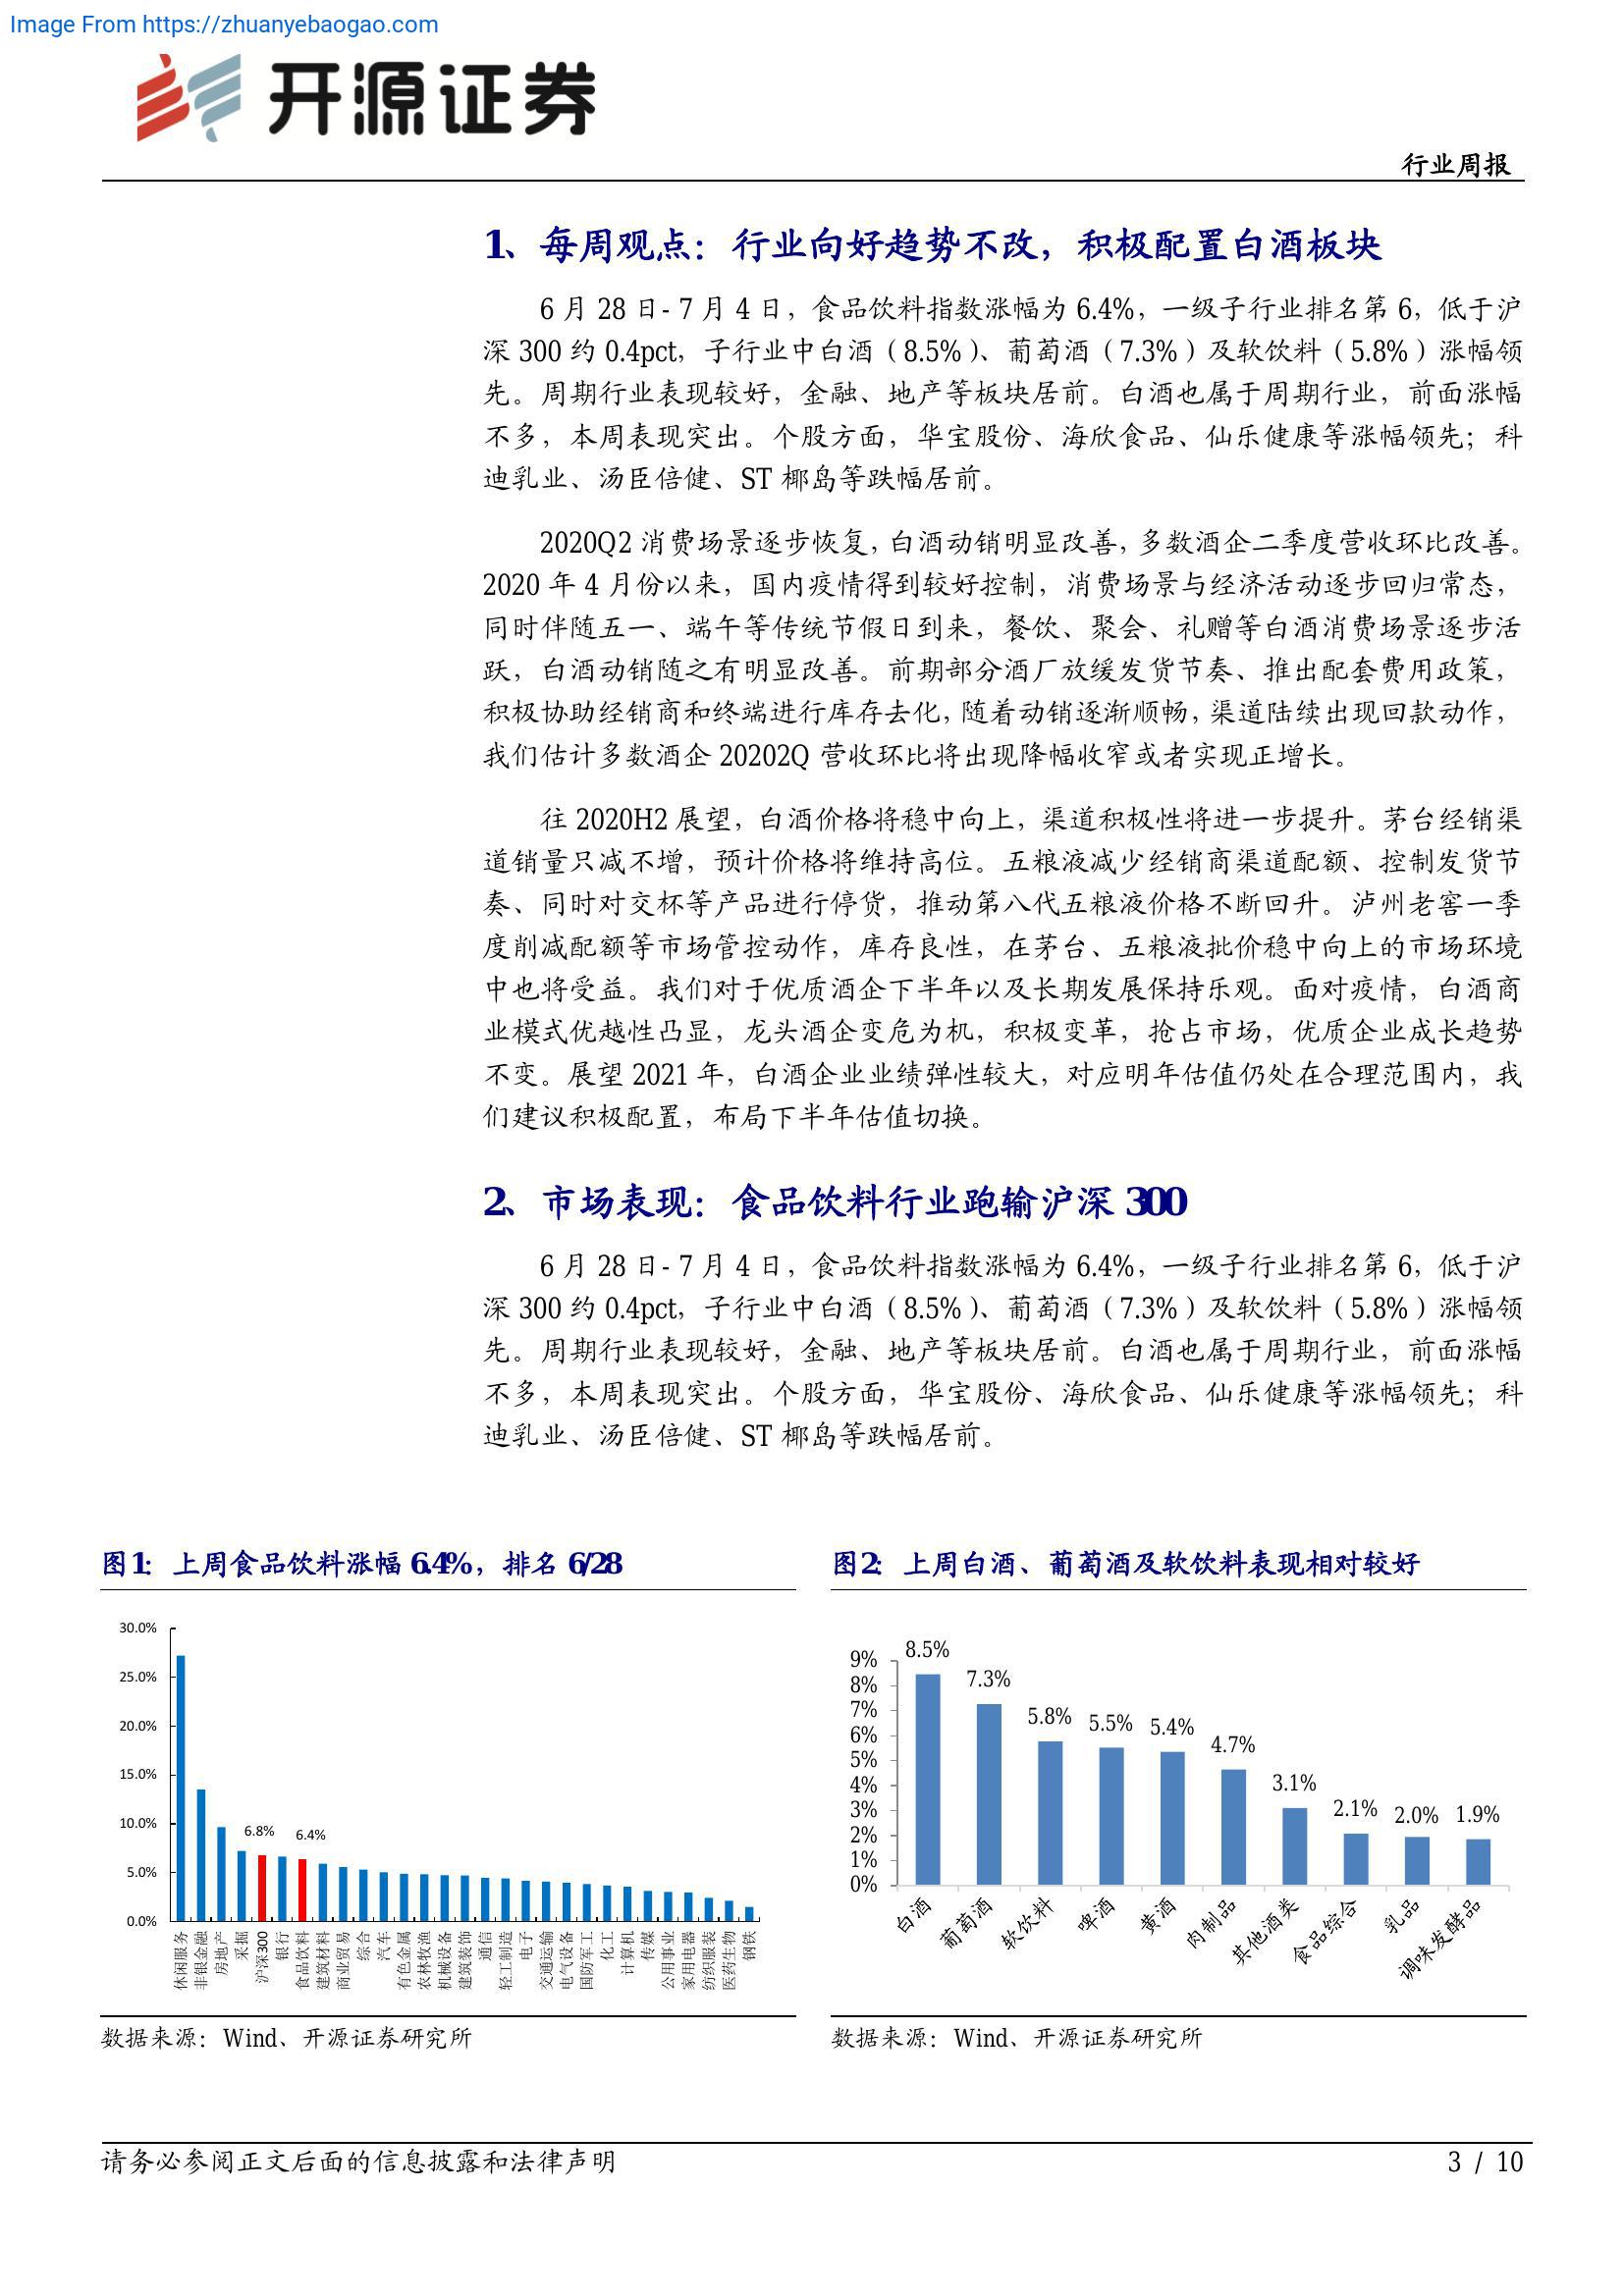 Image From https://zhuanyebaogao.com
开源证券
行业周报
1、每周观点：行业向好趋势不改，积极配置白酒板块
6 月 28 日- 7 月 4 日，食品饮料指数涨幅为 6.4%，一级子行业排名第 6，低于沪
深 300 约 0.4pct，子行业中白酒（8.5%）、葡萄酒（7.3%）及软饮料（5.8%）涨幅领
先。周期行业表现较好，金融、地产等板块居前。白酒也属于周期行业，前面涨幅
不多，本周表现突出。个股方面，华宝股份、海欣食品、仙乐健康等涨幅领先；科
迪乳业、汤臣倍健、ST 椰岛等跌幅居前。
2020Q2 消费场景逐步恢复，白酒动销明显改善，多数酒企二季度营收环比改善。
2020 年 4 月份以来，国内疫情得到较好控制，消费场景与经济活动逐步回归常态，
同时伴随五一、端午等传统节假日到来，餐饮、聚会、礼赠等白酒消费场景逐步活
跃，白酒动销随之有明显改善。前期部分酒厂放缓发货节奏、推出配套费用政策，
积极协助经销商和终端进行库存去化，随着动销逐渐顺畅，渠道陆续出现回款动作，
我们估计多数酒企 20202Q 营收环比将出现降幅收窄或者实现正增长。
往 2020H2 展望，白酒价格将稳中向上，渠道积极性将进一步提升。茅台经销渠
道销量只减不增，预计价格将维持高位。五粮液减少经销商渠道配额、控制发货节
奏、同时对交杯等产品进行停货，推动第八代五粮液价格不断回升。泸州老窖一季
度削减配额等市场管控动作，库存良性，在茅台、五粮液批价稳中向上的市场环境
中也将受益。我们对于优质酒企下半年以及长期发展保持乐观。面对疫情，白酒商
业模式优越性凸显，龙头酒企变危为机，积极变革，抢占市场，优质企业成长趋势
不变。展望 2021 年，白酒企业业绩弹性较大，对应明年估值仍处在合理范围内，我
们建议积极配置，布局下半年估值切换。
2、市场表现：食品饮料行业跑输沪深 300
6 月 28 日- 7 月 4 日，食品饮料指数涨幅为 6.4%，一级子行业排名第 6，低于沪
深 300 约 0.4pct，子行业中白酒（8.5%）、葡萄酒（7.3%）及软饮料（5.8%）涨幅领
先。周期行业表现较好，金融、地产等板块居前。白酒也属于周期行业，前面涨幅
不多，本周表现突出。个股方面，华宝股份、海欣食品、仙乐健康等涨幅领先；科
迪乳业、汤臣倍健、ST 椰岛等跌幅居前。
图1：上周食品饮料涨幅 6.4%，排名 6/28
30.0%
25.0%
20.0%
15.0%
10.0%
5.0%
0.0%
6.8%
6.4%
休闲服务
非银金融
房地产
采掘
沪深300
银行
食品饮料
建筑材料
商业贸易
综合
汽车
有色金属
农林牧渔
机械设备
建筑装饰
通信
轻工制造
电子
交通运输
电气设备
国防军工
化工
计算机
传媒
公用事业
家用电器
纺织服装
医药生物
钢铁
数据来源：Wind、开源证券研究所
图2：上周白酒、葡萄酒及软饮料表现相对较好
9%
8%
7%
6%
5%
4%
3%
2%
1%
0%
8.5%
7.3%
5.8%
5.5%
5.4%
4.7%
3.1%
2.1%
2.0%
1.9%
白酒
葡萄酒
软饮料
啤酒
黄酒
肉制品
其他酒类
食品综合
乳品
调味发酵品
数据来源：Wind、开源证券研究所
请务必参阅正文后面的信息披露和法律声明
3 / 10